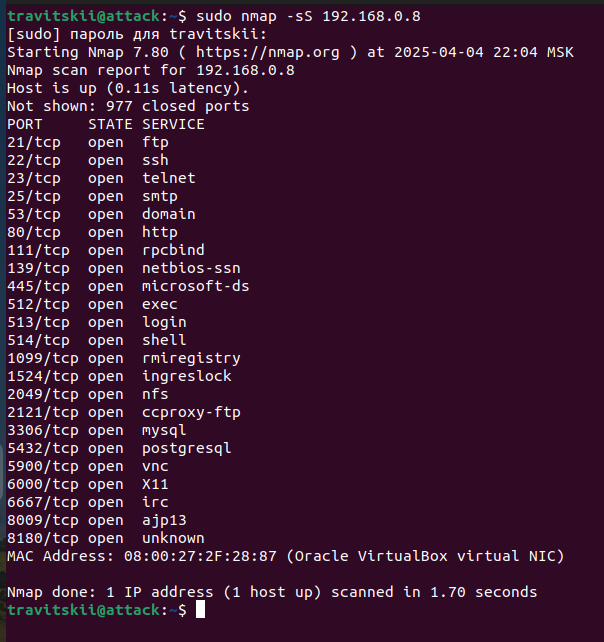 travitskii@attack:~$ sudo nmap -sS 192.168.0.8
[sudo] пароль для travitskii:
Starting Nmap 7.80 ( https://nmap.org ) at 2025-04-04 22:04 MSK
Nmap scan report for 192.168.0.8
Host is up (0.11s latency).
Not shown: 977 closed ports
PORT     STATE SERVICE
21/tcp   open  ftp
22/tcp   open  ssh
23/tcp   open  telnet
25/tcp   open  smtp
53/tcp   open  domain
80/tcp   open  http
111/tcp  open  rpcbind
139/tcp  open  netbios-ssn
445/tcp  open  microsoft-ds
512/tcp  open  exec
513/tcp  open  login
514/tcp  open  shell
1099/tcp open  rmiregistry
1524/tcp open  ingreslock
2049/tcp open  nfs
2121/tcp open  ccproxy-ftp
3306/tcp open  mysql
5432/tcp open  postgresql
5900/tcp open  vnc
6000/tcp open  X11
6667/tcp open  irc
8009/tcp open  ajp13
8180/tcp open  unknown
MAC Address: 08:00:27:2F:28:87 (Oracle VirtualBox virtual NIC)

Nmap done: 1 IP address (1 host up) scanned in 1.70 seconds
travitskii@attack:~$